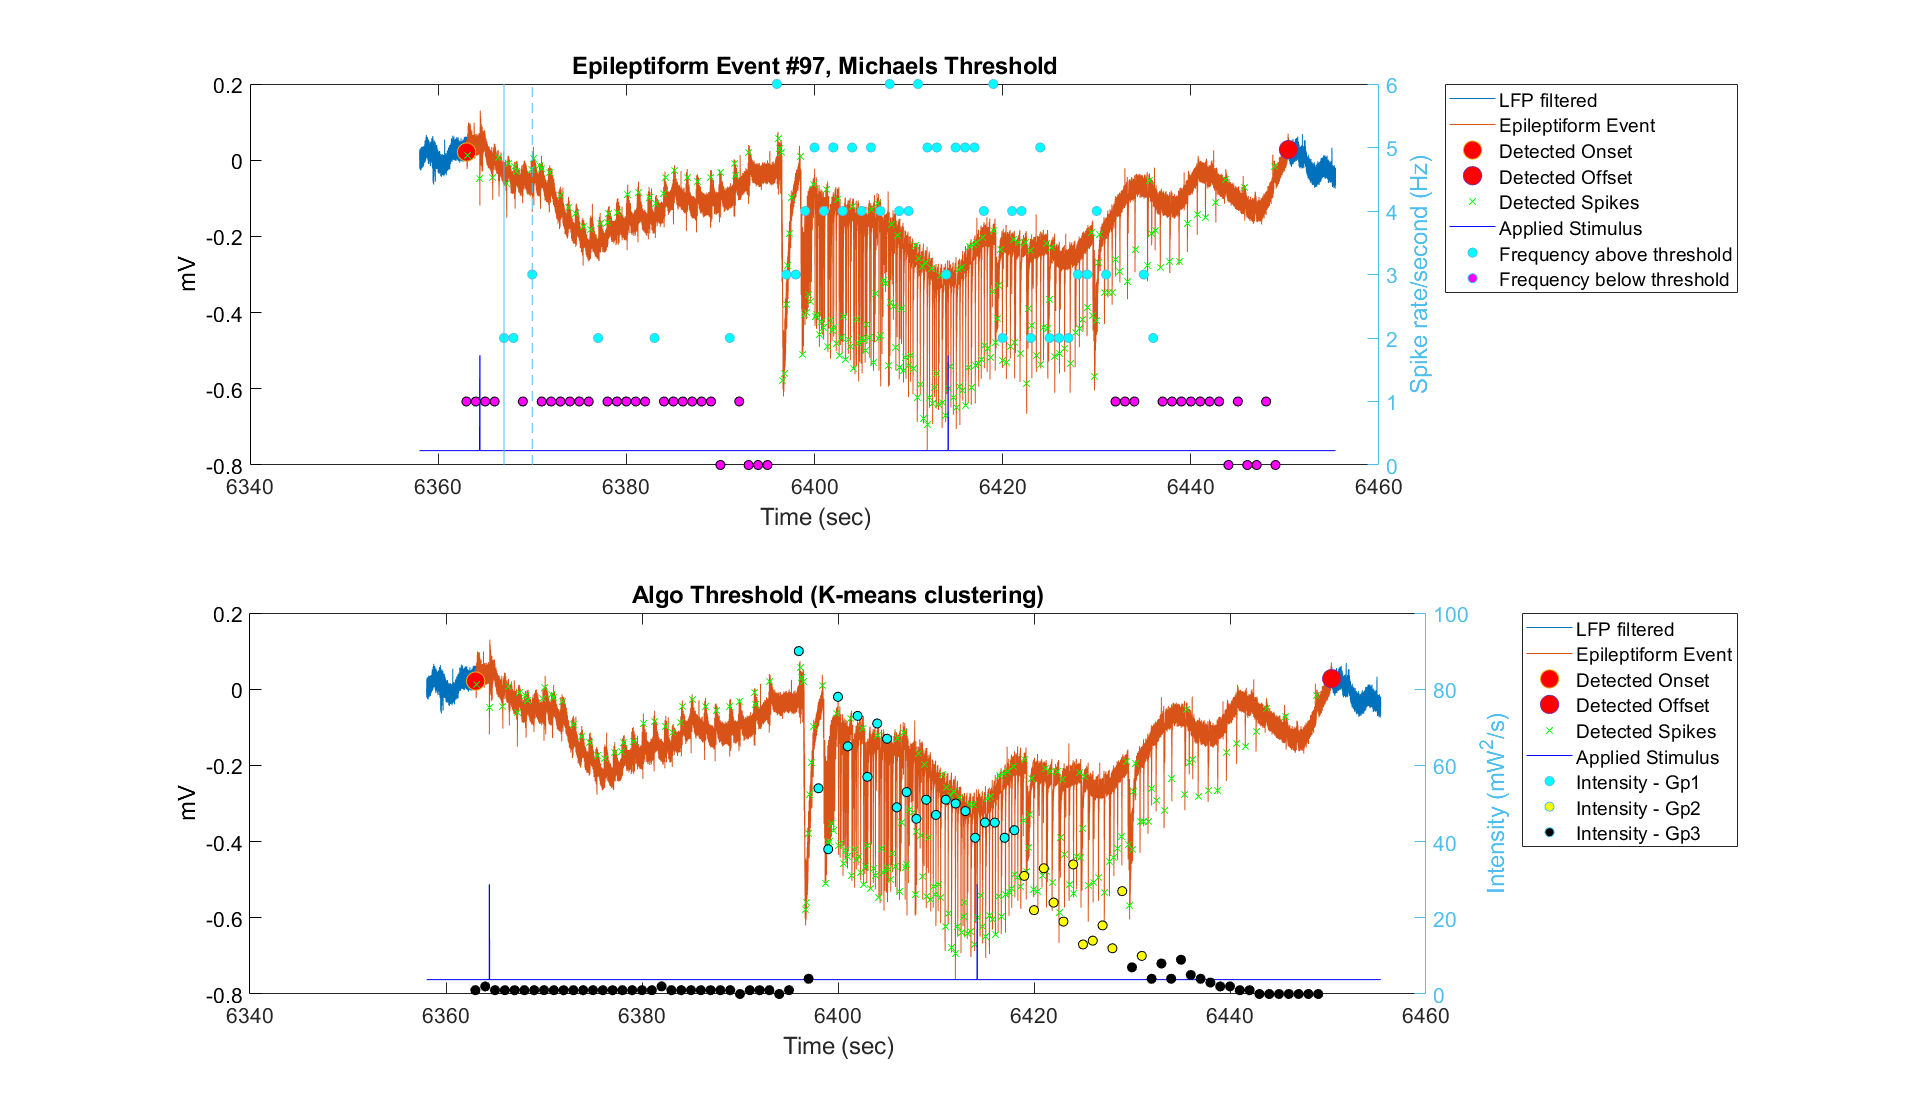 Epileptiform Event #97, Michaels Threshold
0.2
0
-0.2
-0.4
-0.6
-0.8
mV
6340
6360
6380
6400
6420
6440
6460
Time (sec)
6
5
4
3
2
1
0
Spike rate/second (Hz)
LFP filtered
Epileptiform Event
Detected Onset
Detected Offset
Detected Spikes
Applied Stimulus
Frequency above threshold
Frequency below threshold
Algo Threshold (K-means clustering)
0.2
0
-0.2
-0.4
-0.6
-0.8
mV
6340
6360
6380
6400
6420
6440
6460
Time (sec)
100
80
60
40
20
0
Intensity (mW²/s)
LFP filtered
Epileptiform Event
Detected Onset
Detected Offset
Detected Spikes
Applied Stimulus
Intensity - Gp1
Intensity - Gp2
Intensity - Gp3